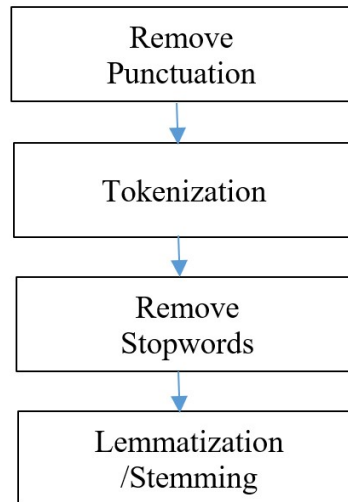 Remove
Punctuation
Tokenization
Remove
Stopwords
Lemmatization
/Stemming